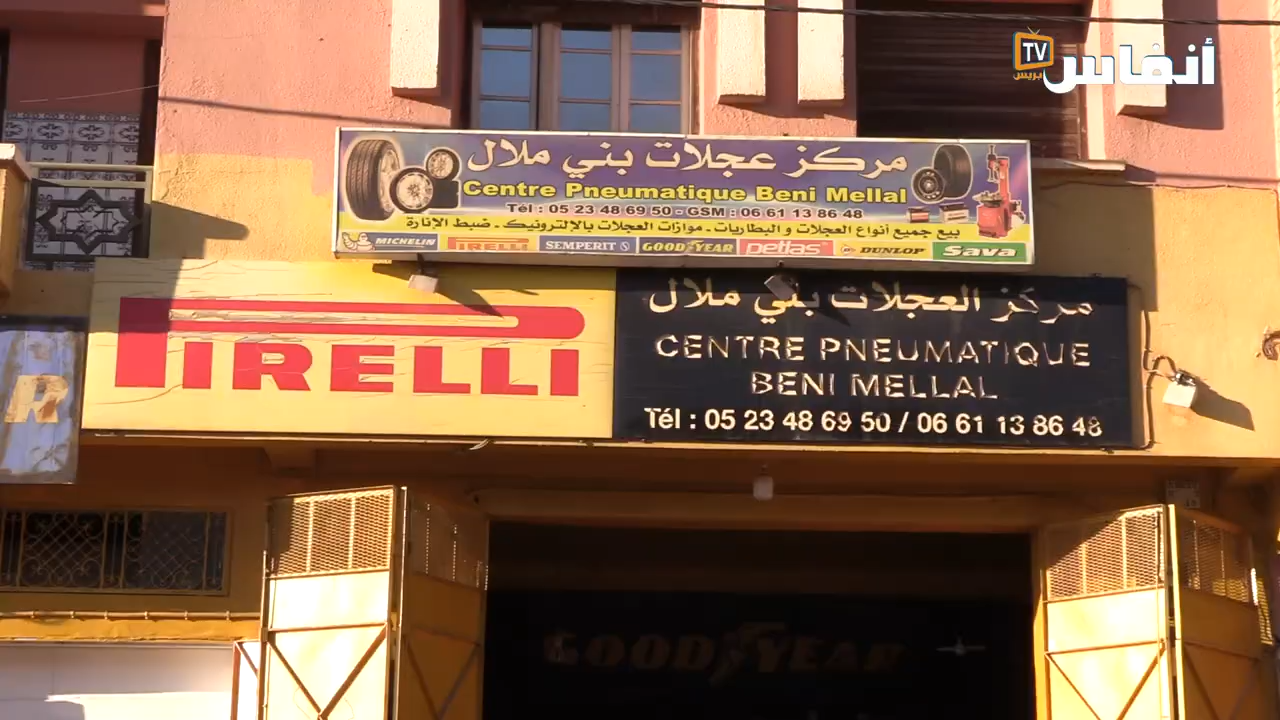 أنفاس
TV
بريس
مركز عجلات بني ملال
Centre Pneumatique Beni Mellal
Tél : 05 23 48 69 50 - GSM : 06 61 13 86 48
بيع جميع أنواع العجلات و البطاريات - موازات العجلات بالإلكترونيك - ضبط الإنارة
MICHELIN PIRELLI SEMPERIT GOODYEAR petlas DUNLOP Sava
PIRELLI
مركز العجلات بني ملال
CENTRE PNEUMATIQUE
BENI MELLAL
Tél : 05 23 48 69 50 / 06 61 13 86 48
R
GOODYEAR